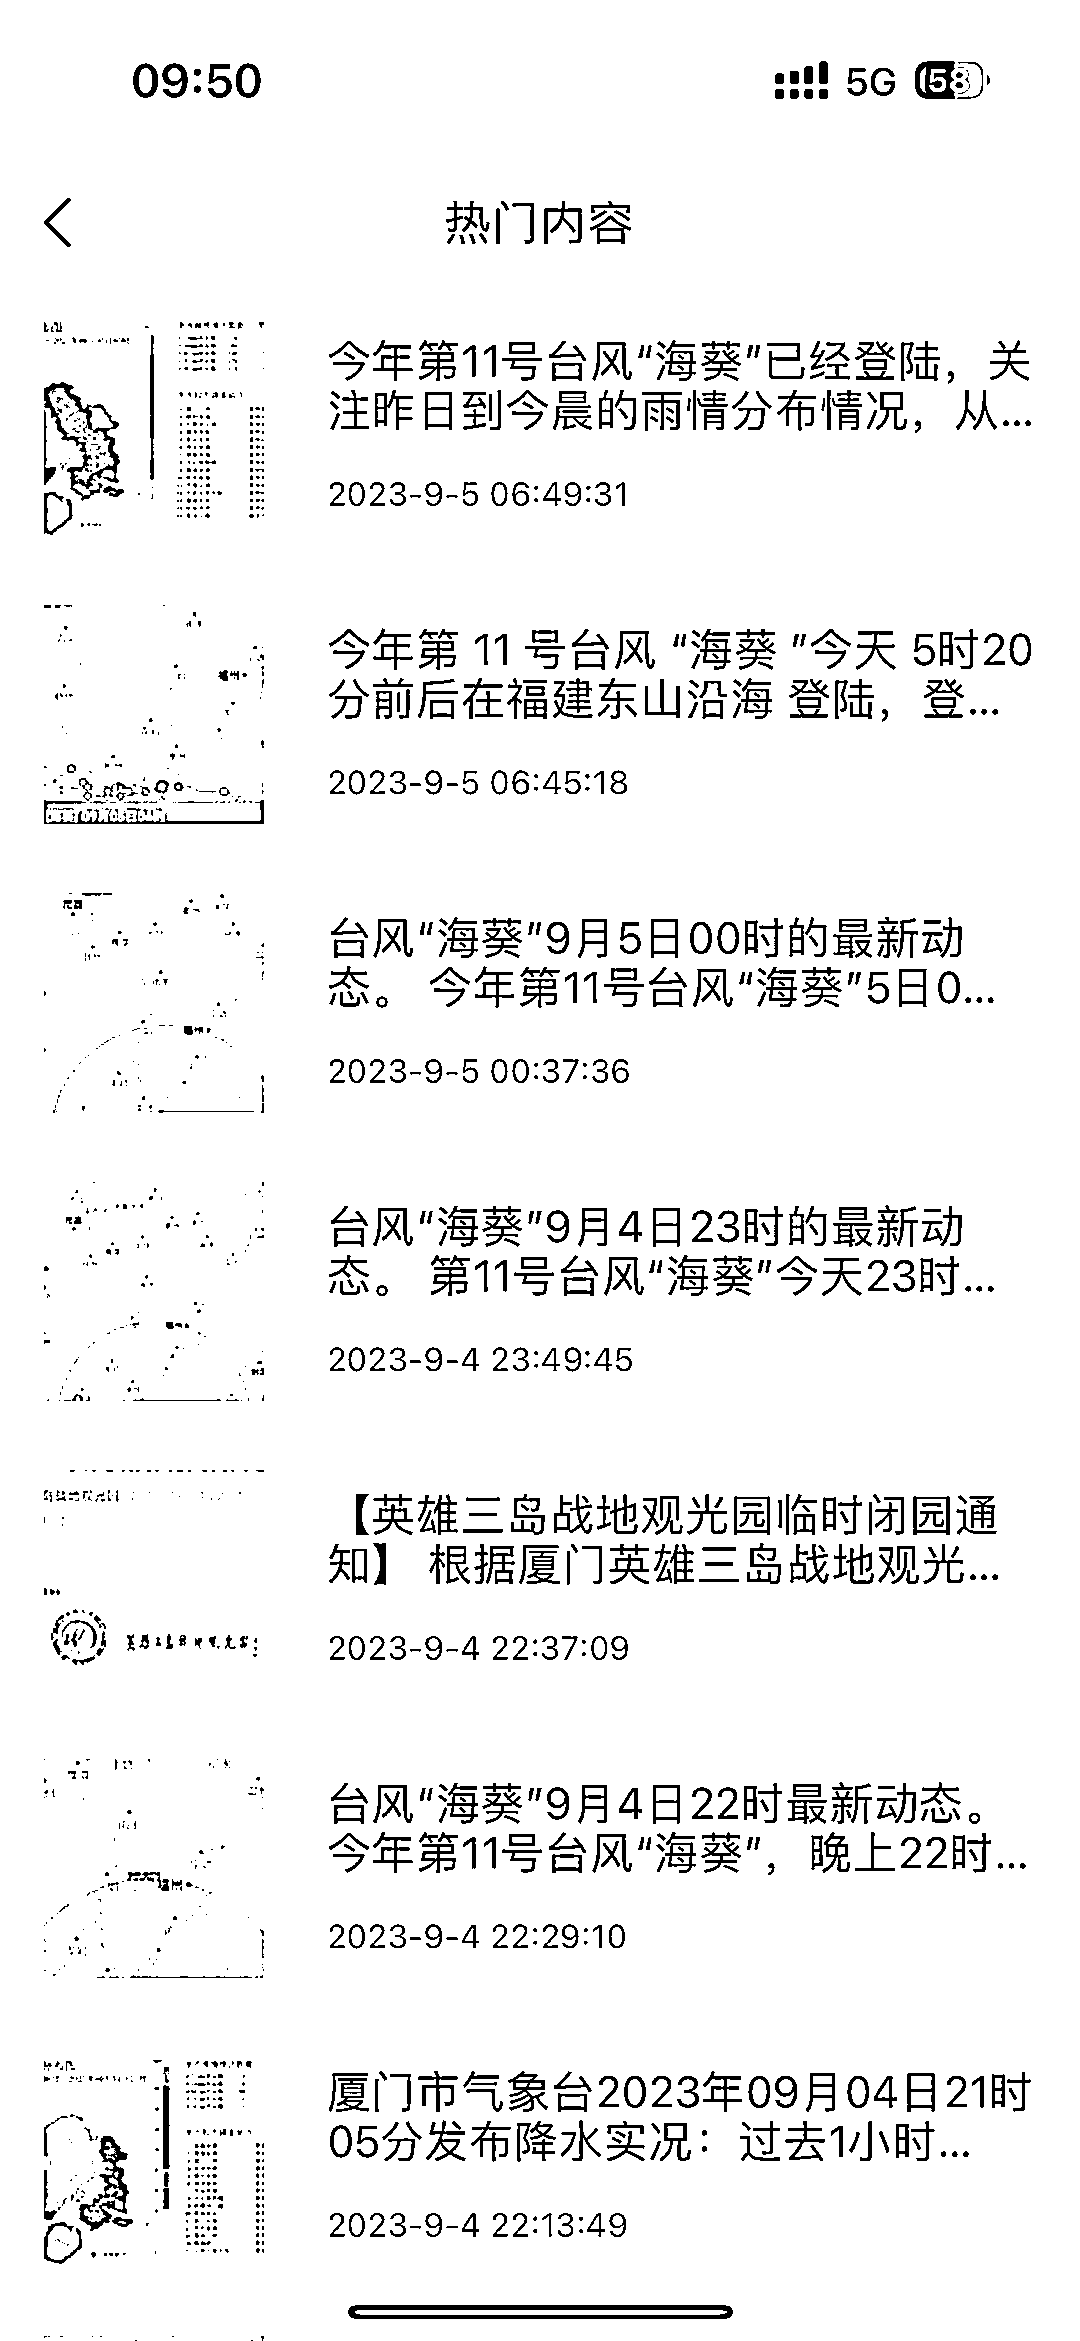 09:50
5G
58
热门内容
今年第11号台风“海葵”已经登陆，关
注昨日到今晨的雨情分布情况，从...
2023-9-5 06:49:31
今年第 11 号台风 “海葵 ”今天 5时20
分前后在福建东山沿海 登陆，登...
2023-9-5 06:45:18
台风“海葵”9月5日00时的最新动
态。 今年第11号台风“海葵”5日0...
2023-9-5 00:37:36
台风“海葵”9月4日23时的最新动
态。 第11号台风“海葵”今天23时...
2023-9-4 23:49:45
【英雄三岛战地观光园临时闭园通
知】 根据厦门英雄三岛战地观光...
2023-9-4 22:37:09
台风“海葵”9月4日22时最新动态。
今年第11号台风“海葵”，晚上22时...
2023-9-4 22:29:10
厦门市气象台2023年09月04日21时
05分发布降水实况：过去1小时...
2023-9-4 22:13:49